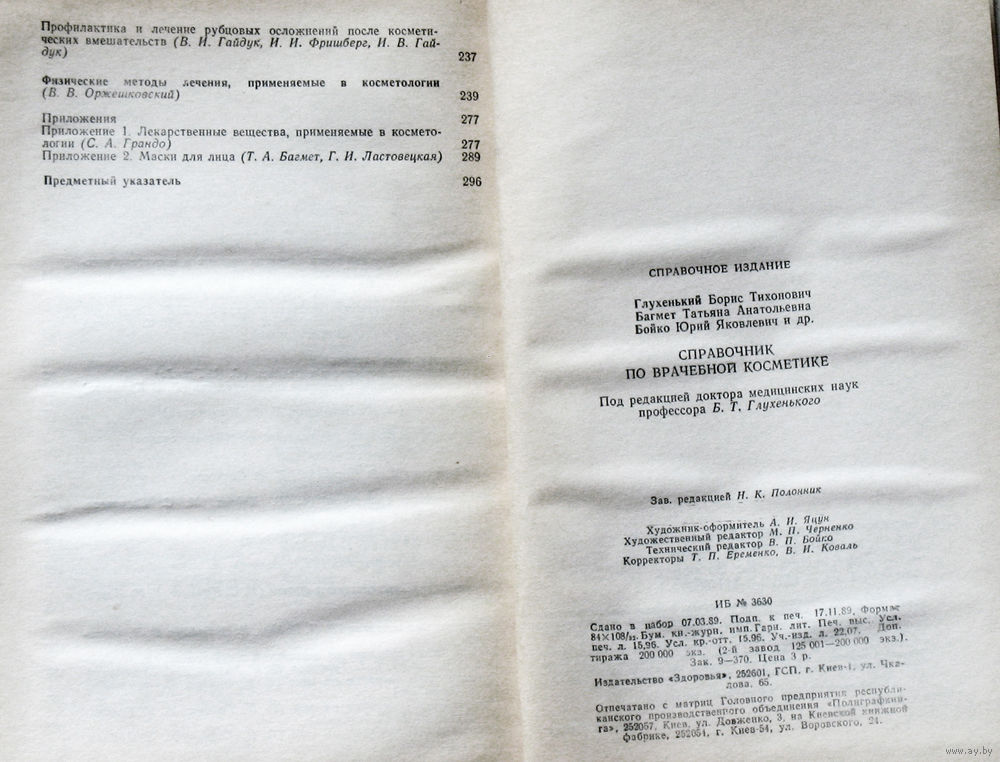 Профилактика и лечение рубцовых осложнений после космети-
ческих вмешательств (В. И. Гайдук, И. И. Фришберг, И. В. Гай-
дук) 237
Физические методы лечения, применяемые в косметологии
(В. В. Оржешковский) 239
Приложения 277
Приложение 1. Лекарственные вещества, применяемые в космето-
логии (С. А. Грандо) 277
Приложение 2. Маски для лица (Т. А. Багмет, Г. И. Ластовецкая) 289
Предметный указатель 296
СПРАВОЧНОЕ ИЗДАНИЕ
Глухенький Борис Тихонович
Багмет Татьяна Анатольевна
Бойко Юрий Яковлевич и др.
СПРАВОЧНИК
ПО ВРАЧЕБНОЙ КОСМЕТИКЕ
Под редакцией доктора медицинских наук
профессора Б. Т. Глухенького
Зав. редакцией Н. К. Полонник
Художник-оформитель А. И. Яцун
Художественный редактор М. П. Черненко
Технический редактор В. П. Бойко
Корректоры Т. П. Еременко, В. И. Коваль
ИБ № 3630
Сдано в набор 07.03.89. Подп. к печ. 17.11.89. Формат
84×108/32. Бум. кн.-журн. имп. Гарн. лит. Печ. выс. Усл.
печ. л. 15,96. Усл. кр.-отт. 15,96. Уч.-изд. л. 22,07. Доп.
тиража 200 000 экз. (2-й завод 125 001—200 000 экз.).
Зак. 9—370. Цена 3 р.
Издательство «Здоровья», 252601, ГСП, г. Киев-1, ул. Чка-
лова, 65.
Отпечатано с матриц Головного предприятия республи-
канского производственного объединения «Полиграфкни-
га», 252057, Киев, ул. Довженко, 3, на Киевской книжной
фабрике, 252054, г. Киев-54, ул. Воровского, 24.
www.ay.by